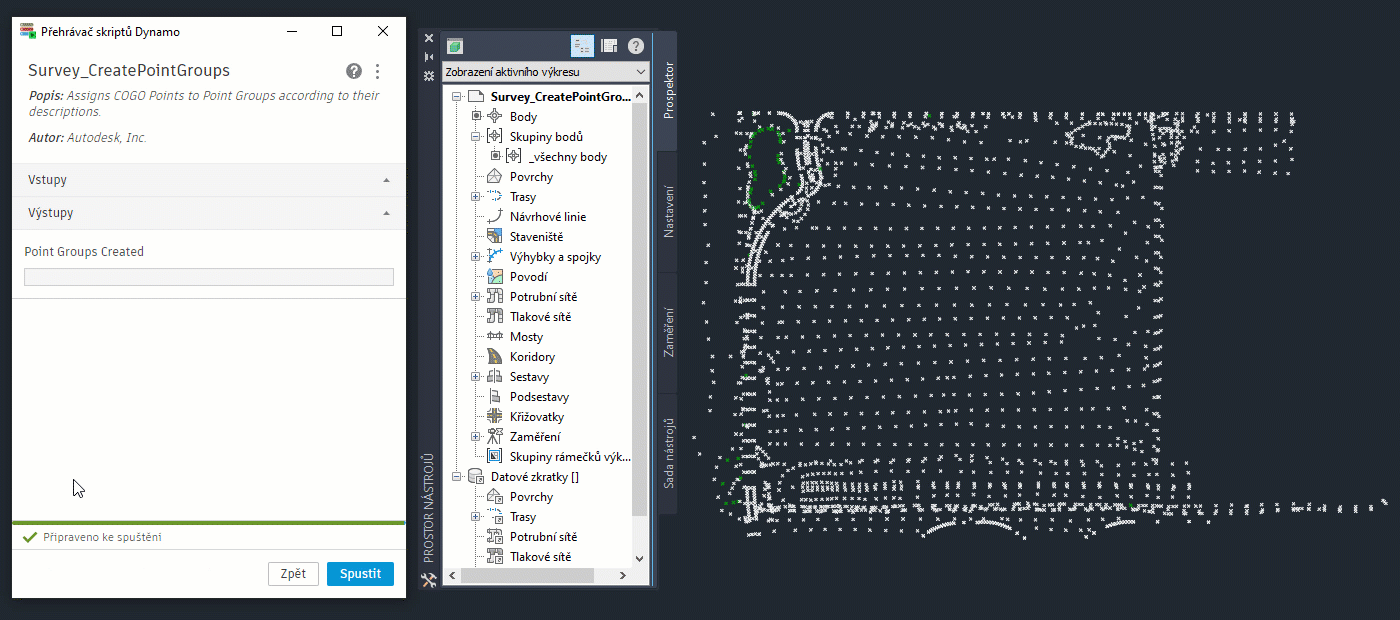 Přehrávač skriptů Dynamo
Survey_CreatePointGroups
Popis: Assigns COGO Points to Point Groups according to their
descriptions.
Autor: Autodesk, Inc.
Vstupy
Výstupy
Point Groups Created
Připraveno ke spuštění
Zpět
Spustit
PROSTOR NÁSTROJŮ
Zobrazení aktivního výkresu
Survey_CreatePointGro...
Body
Skupiny bodů
_všechny body
Povrchy
Trasy
Návrhové linie
Staveniště
Výhybky a spojky
Povodí
Potrubní sítě
Tlakové sítě
Mosty
Koridory
Sestavy
Podsestavy
Křižovatky
Zaměření
Skupiny rámečků výk...
Datové zkratky []
Povrchy
Trasy
Potrubní sítě
Tlakové sítě
Prospektor
Nastavení
Zaměření
Sada nástrojů